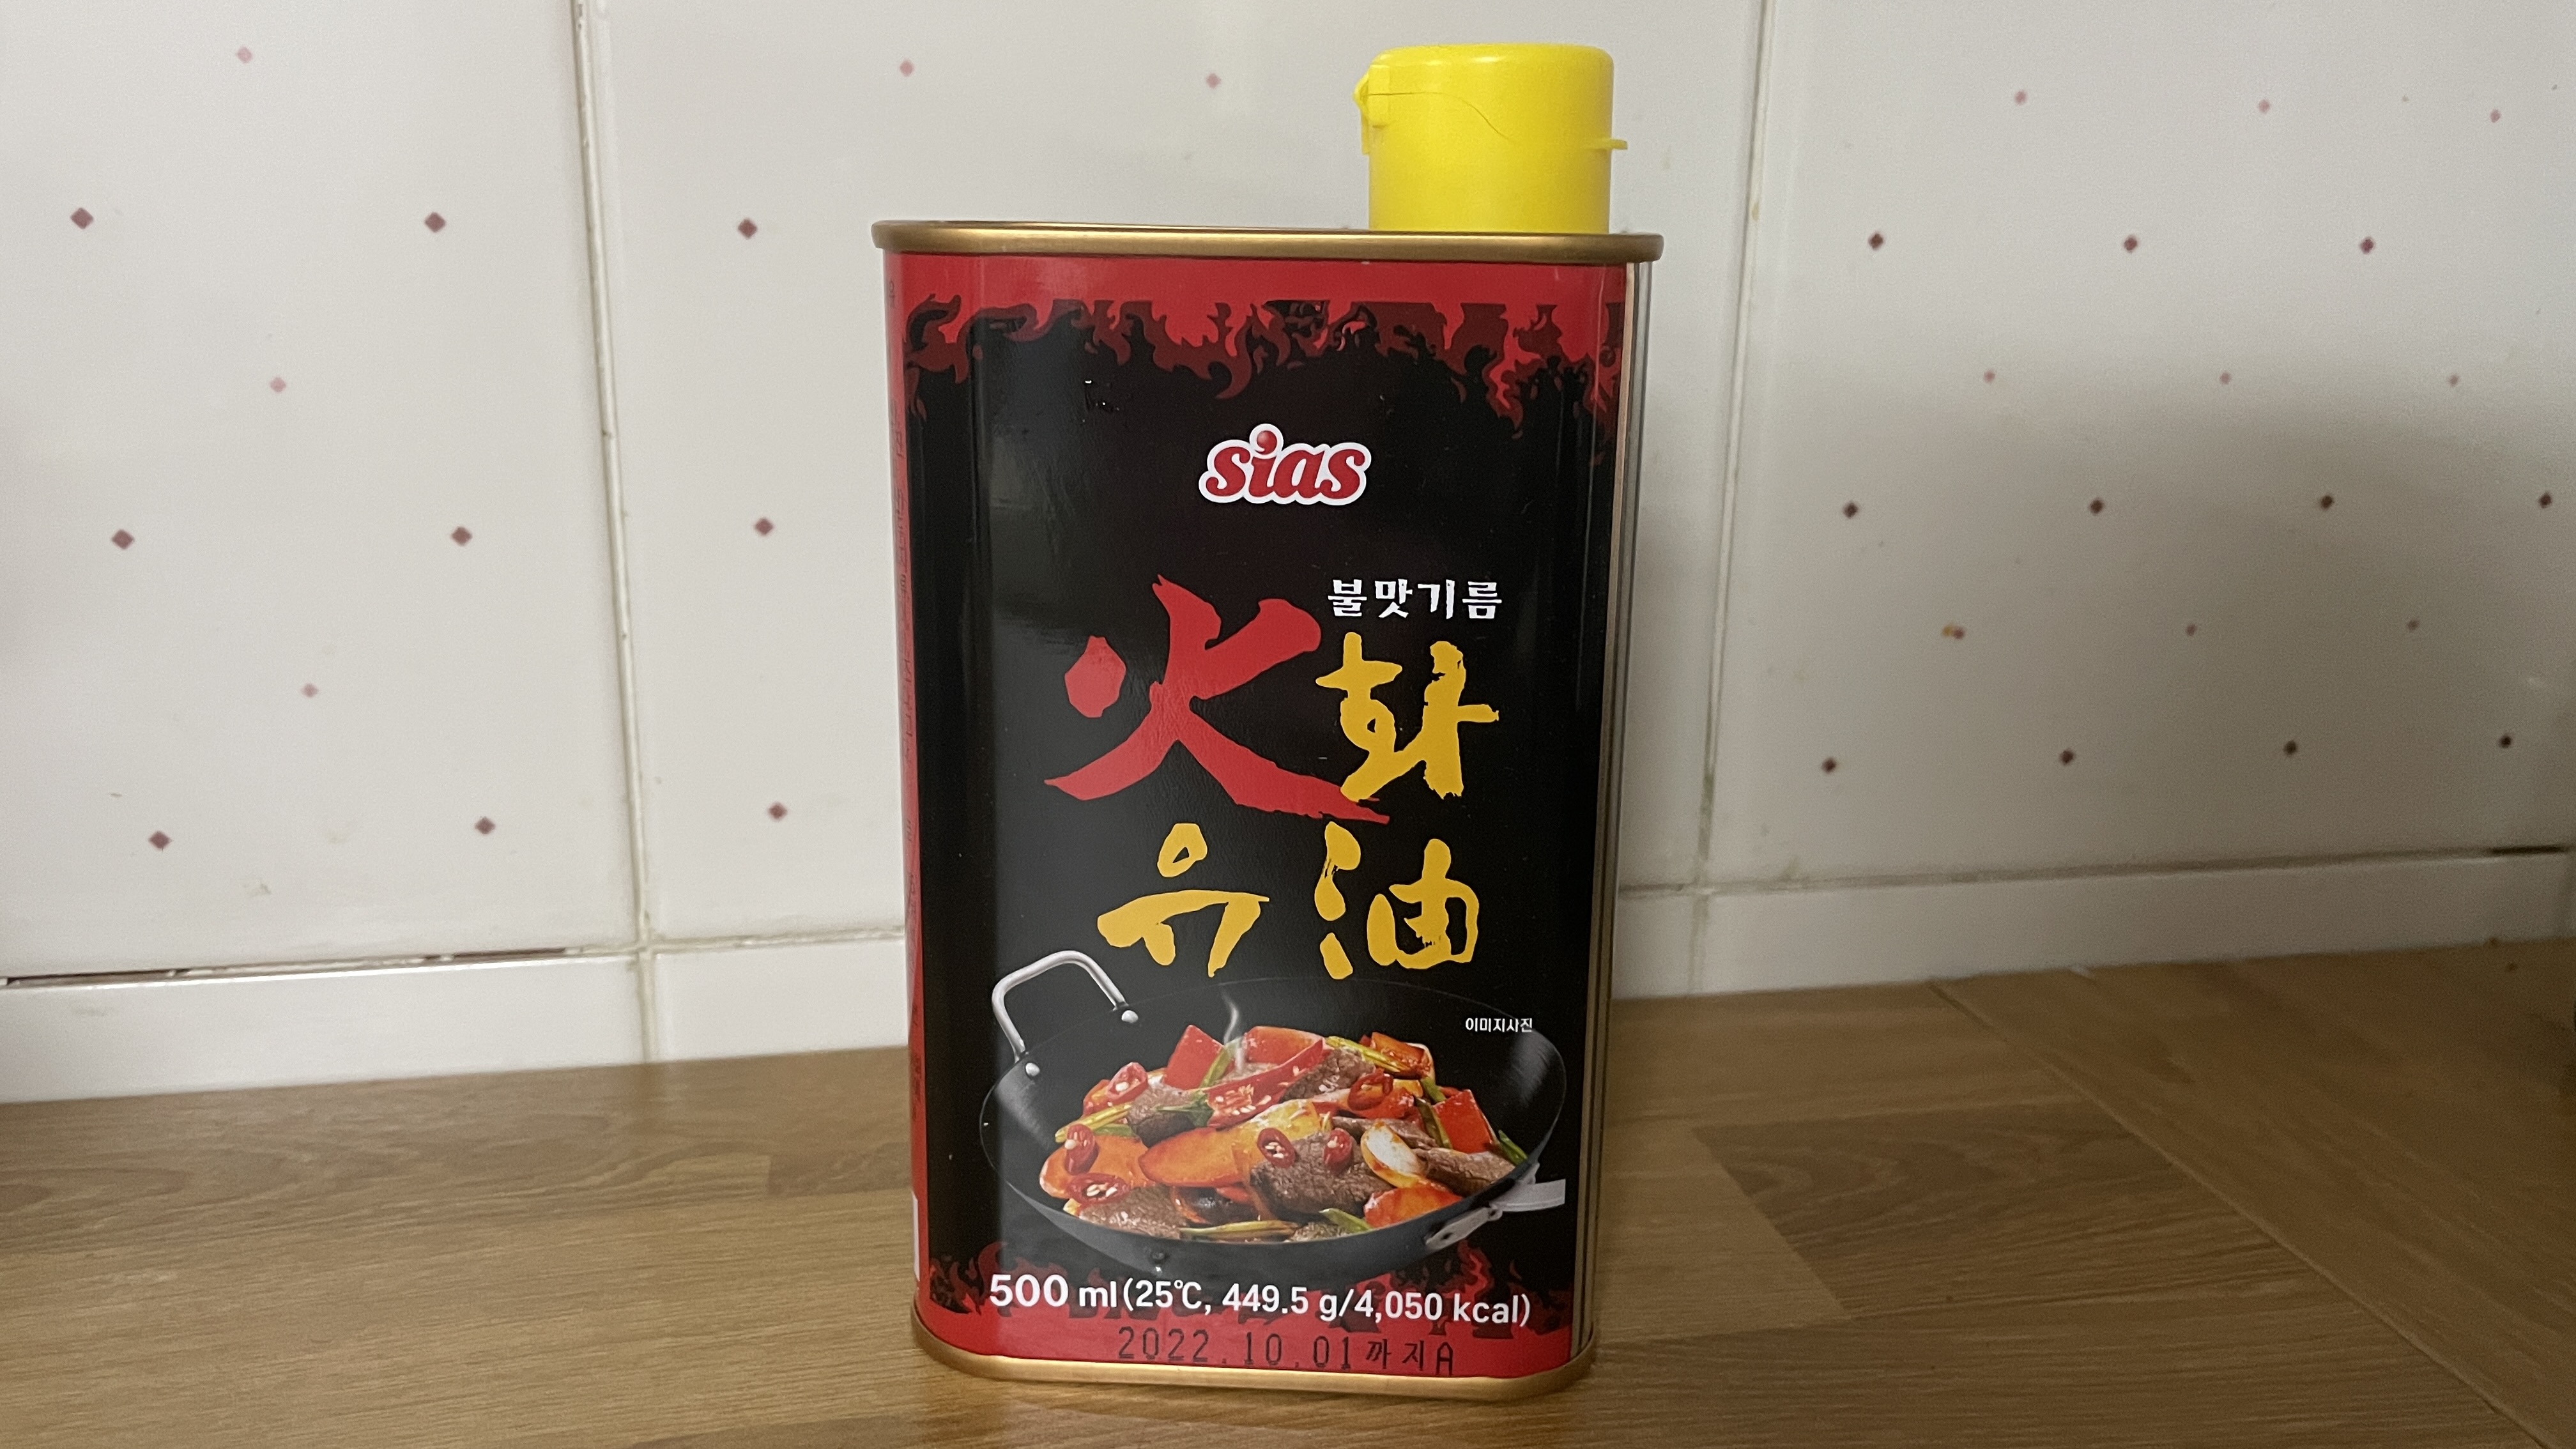 sias
불맛기름
火화
유油
이미지사진
500 ml(25℃, 449.5 g/4,050 kcal)
2022.10.01까지A